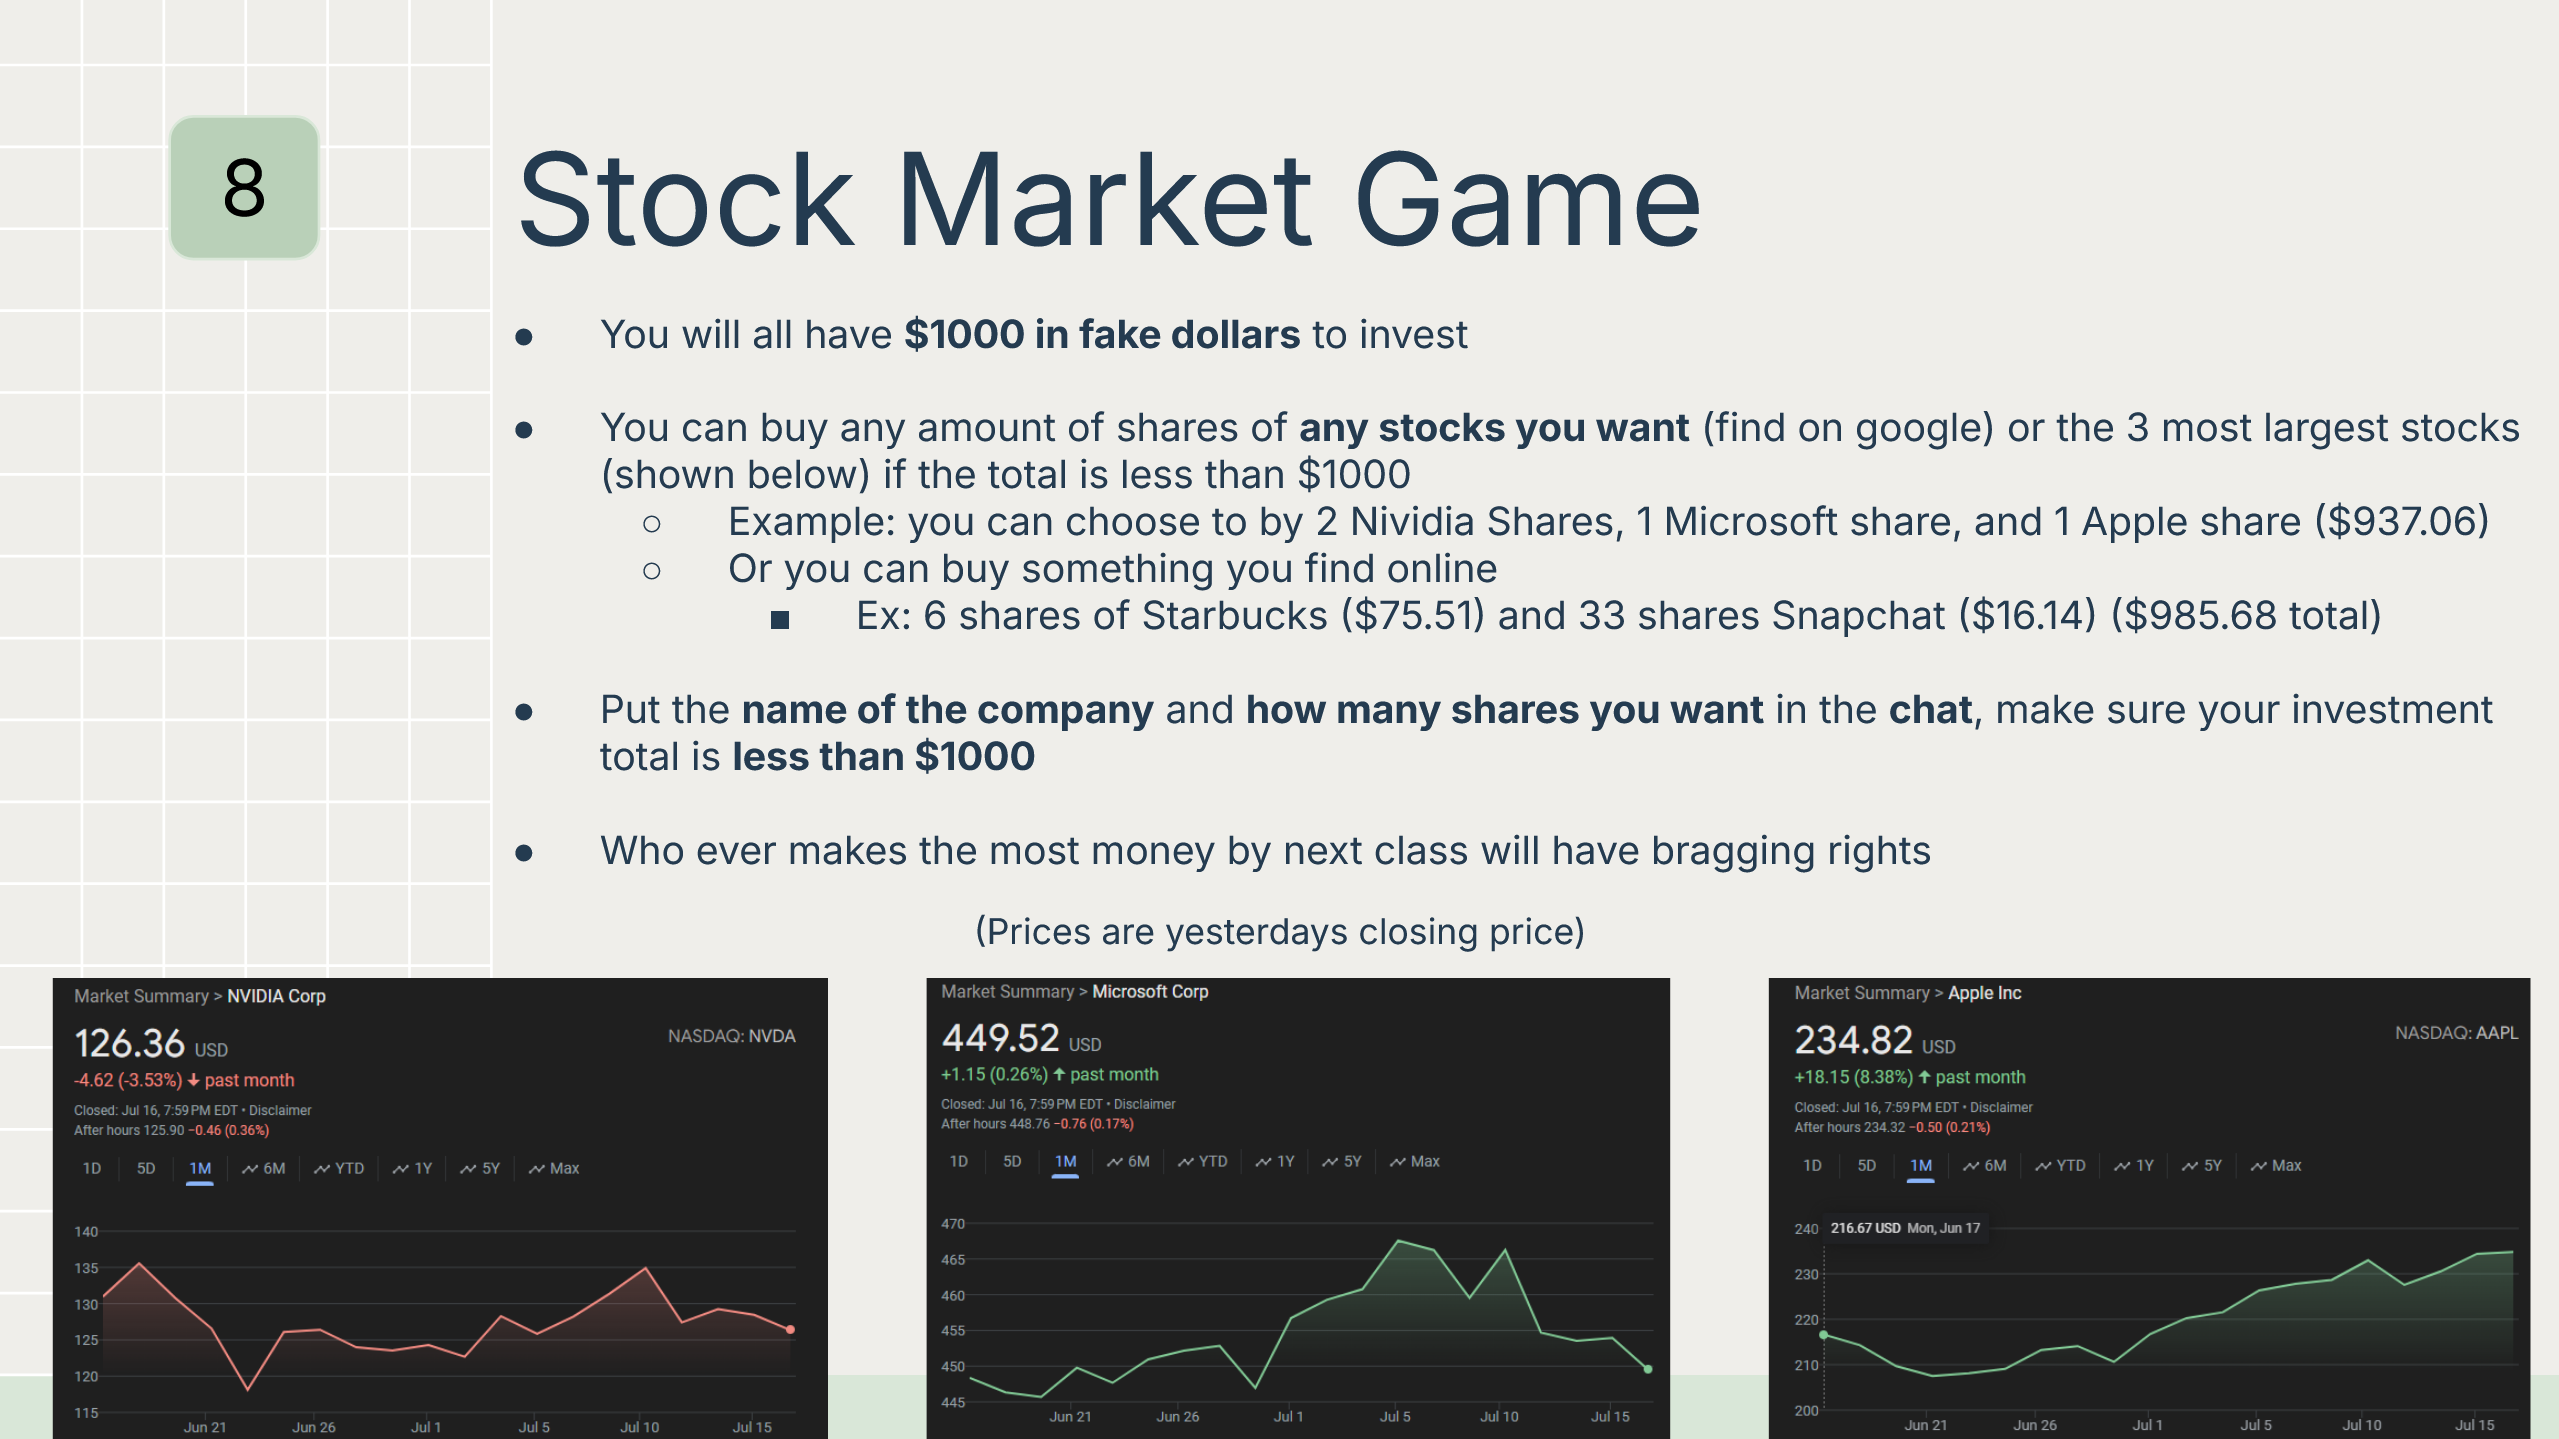 8
Stock Market Game
● You will all have $1000 in fake dollars to invest
● You can buy any amount of shares of any stocks you want (find on google) or the 3 most largest stocks
(shown below) if the total is less than $1000
○ Example: you can choose to by 2 Nividia Shares, 1 Microsoft share, and 1 Apple share ($937.06)
○ Or you can buy something you find online
■ Ex: 6 shares of Starbucks ($75.51) and 33 shares Snapchat ($16.14) ($985.68 total)
● Put the name of the company and how many shares you want in the chat, make sure your investment
total is less than $1000
● Who ever makes the most money by next class will have bragging rights
(Prices are yesterdays closing price)
Market Summary > NVIDIA Corp
126.36 USD
NASDAQ: NVDA
-4.62 (-3.53%) ↓ past month
Closed: Jul 16, 7:59 PM EDT • Disclaimer
After hours 125.90 −0.46 (0.36%)
1D 5D 1M 6M YTD 1Y 5Y Max
140
135
130
125
120
115
Jun 21 Jun 26 Jul 1 Jul 5 Jul 10 Jul 15
Market Summary > Microsoft Corp
449.52 USD
+1.15 (0.26%) ↑ past month
Closed: Jul 16, 7:59 PM EDT • Disclaimer
After hours 448.76 −0.76 (0.17%)
1D 5D 1M 6M YTD 1Y 5Y Max
470
465
460
455
450
445
Jun 21 Jun 26 Jul 1 Jul 5 Jul 10 Jul 15
Market Summary > Apple Inc
234.82 USD
NASDAQ: AAPL
+18.15 (8.38%) ↑ past month
Closed: Jul 16, 7:59 PM EDT • Disclaimer
After hours 234.32 −0.50 (0.21%)
1D 5D 1M 6M YTD 1Y 5Y Max
240 216.67 USD Mon, Jun 17
230
220
210
200
Jun 21 Jun 26 Jul 1 Jul 5 Jul 10 Jul 15